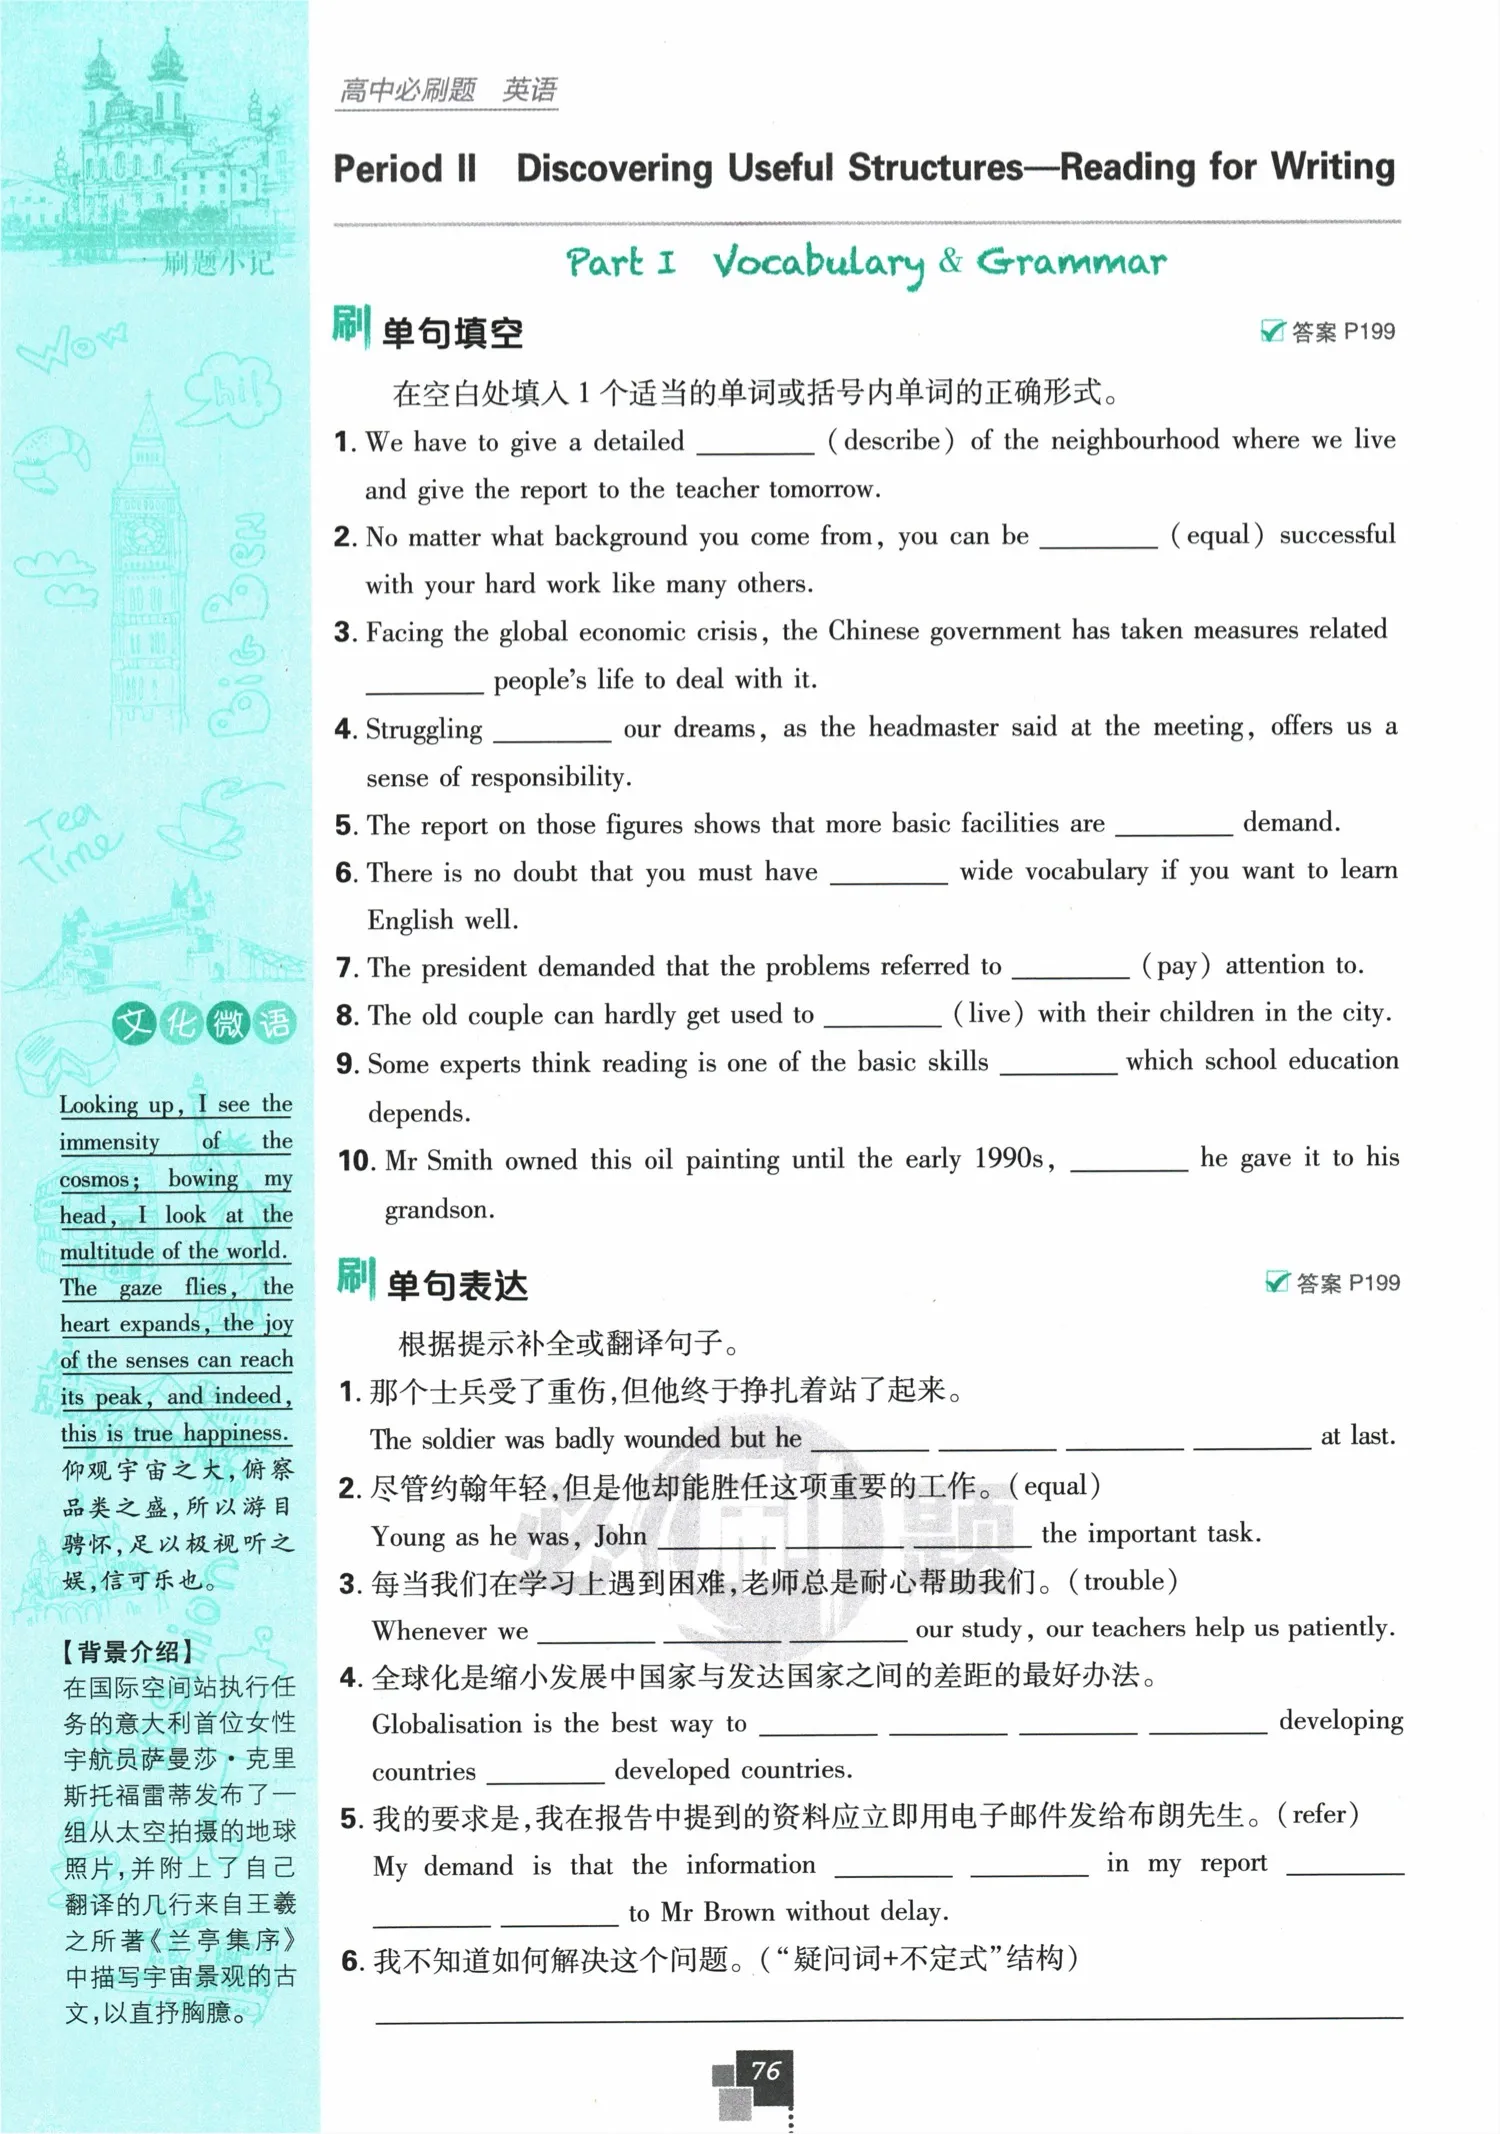 高中必刷题 英语
Period II Discovering Useful Structures—Reading for Writing
Part I Vocabulary & Grammar
刷 单句填空
答案 P199
在空白处填入1个适当的单词或括号内单词的正确形式。
1. We have to give a detailed ________ (describe) of the neighbourhood where we live
and give the report to the teacher tomorrow.
2. No matter what background you come from, you can be ________ (equal) successful
with your hard work like many others.
3. Facing the global economic crisis, the Chinese government has taken measures related
________ people's life to deal with it.
4. Struggling ________ our dreams, as the headmaster said at the meeting, offers us a
sense of responsibility.
5. The report on those figures shows that more basic facilities are ________ demand.
6. There is no doubt that you must have ________ wide vocabulary if you want to learn
English well.
7. The president demanded that the problems referred to ________ (pay) attention to.
8. The old couple can hardly get used to ________ (live) with their children in the city.
9. Some experts think reading is one of the basic skills ________ which school education
depends.
10. Mr Smith owned this oil painting until the early 1990s, ________ he gave it to his
grandson.
刷 单句表达
答案 P199
根据提示补全或翻译句子。
1. 那个士兵受了重伤,但他终于挣扎着站了起来。
The soldier was badly wounded but he ________ ________ ________ ________ at last.
2. 尽管约翰年轻,但是他却能胜任这项重要的工作。(equal)
Young as he was, John ________ ________ ________ the important task.
3. 每当我们在学习上遇到困难,老师总是耐心帮助我们。(trouble)
Whenever we ________ ________ ________ our study, our teachers help us patiently.
4. 全球化是缩小发展中国家与发达国家之间的差距的最好办法。
Globalisation is the best way to ________ ________ ________ ________ developing
countries ________ developed countries.
5. 我的要求是,我在报告中提到的资料应立即用电子邮件发给布朗先生。(refer)
My demand is that the information ________ ________ in my report ________
________ ________ to Mr Brown without delay.
6. 我不知道如何解决这个问题。(“疑问词+不定式”结构)
76
刷题小记
Wow
hi!
Big Ben
Tea
Time
文化微语
Looking up, I see the
immensity of the
cosmos; bowing my
head, I look at the
multitude of the world.
The gaze flies, the
heart expands, the joy
of the senses can reach
its peak, and indeed,
this is true happiness.
仰观宇宙之大,俯察
品类之盛,所以游目
骋怀,足以极视听之
娱,信可乐也。
【背景介绍】
在国际空间站执行任
务的意大利首位女性
宇航员萨曼莎·克里
斯托福雷蒂发布了一
组从太空拍摄的地球
照片,并附上了自己
翻译的几行来自王羲
之所著《兰亭集序》
中描写宇宙景观的古
文,以直抒胸臆。
必刷题